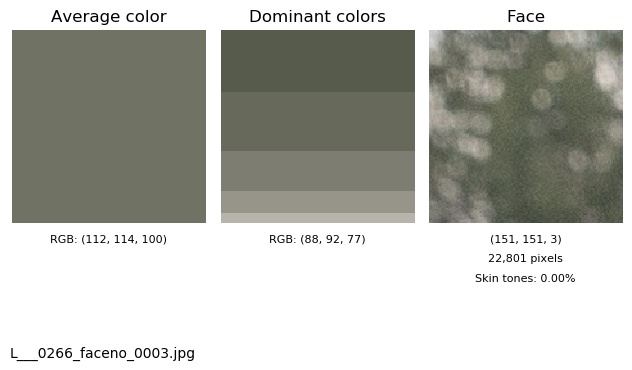 Average color
Dominant colors
Face
RGB: (112, 114, 100)
RGB: (88, 92, 77)
(151, 151, 3)
22,801 pixels
Skin tones: 0.00%
L___0266_faceno_0003.jpg